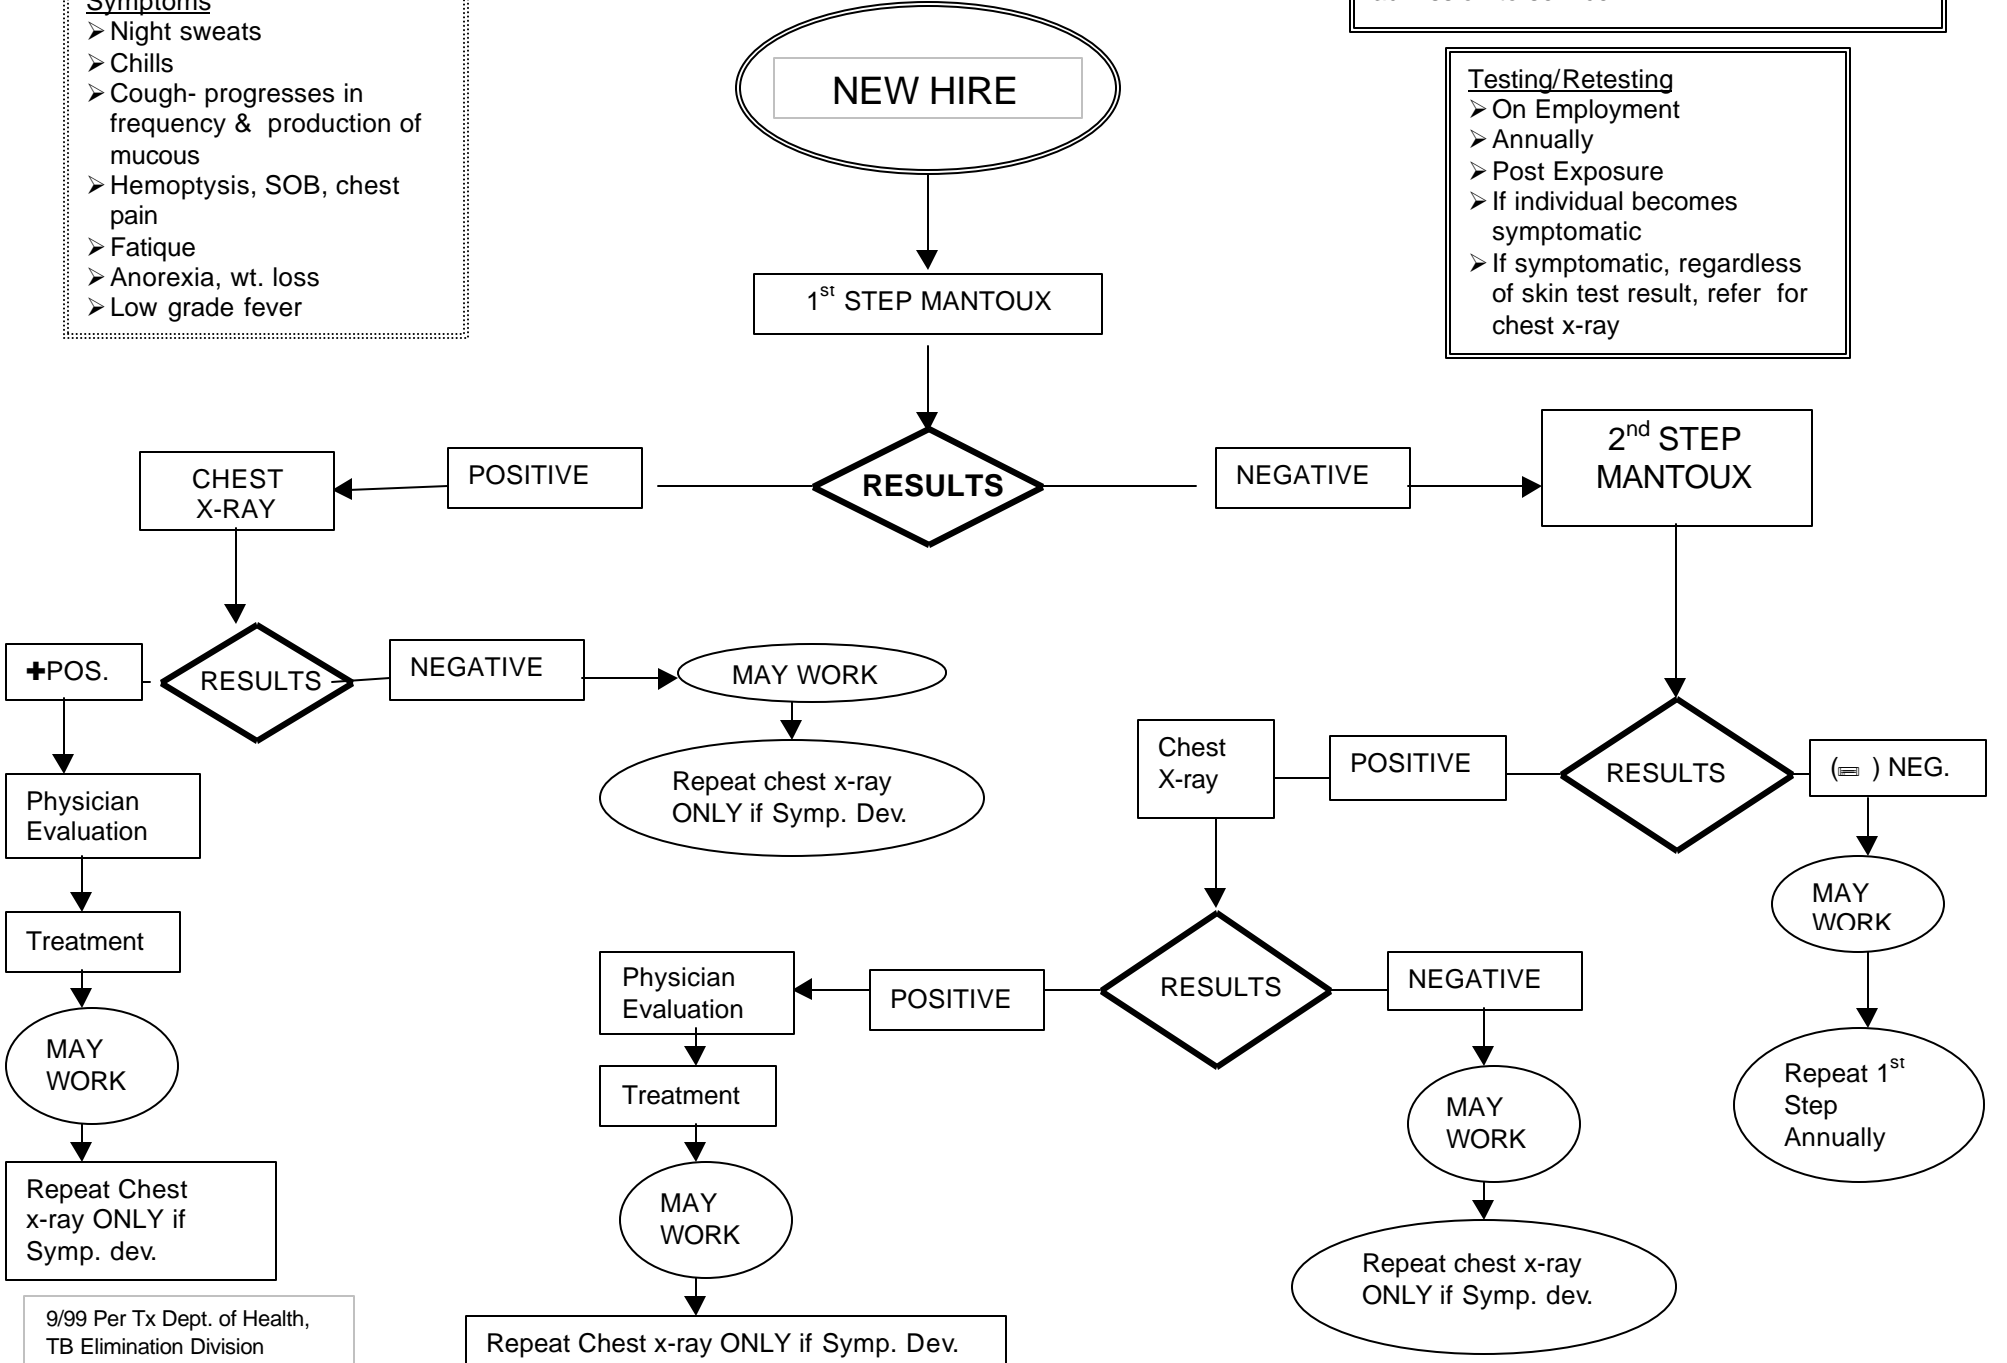 Symptoms
➢ Night sweats
➢ Chills
➢ Cough- progresses in
frequency & production of
mucous
➢ Hemoptysis, SOB, chest
pain
➢ Fatique
➢ Anorexia, wt. loss
➢ Low grade fever
NEW HIRE
Testing/Retesting
➢ On Employment
➢ Annually
➢ Post Exposure
➢ If individual becomes
symptomatic
➢ If symptomatic, regardless
of skin test result, refer for
chest x-ray
1st STEP MANTOUX
RESULTS
POSITIVE
CHEST
X-RAY
NEGATIVE
2nd STEP
MANTOUX
RESULTS
✚POS.
NEGATIVE
MAY WORK
Repeat chest x-ray
ONLY if Symp. Dev.
Physician
Evaluation
Treatment
MAY
WORK
Repeat Chest
x-ray ONLY if
Symp. dev.
RESULTS
POSITIVE
Chest
X-ray
( ) NEG.
MAY
WORK
Repeat 1st
Step
Annually
RESULTS
POSITIVE
Physician
Evaluation
Treatment
MAY
WORK
Repeat Chest x-ray ONLY if Symp. Dev.
NEGATIVE
MAY
WORK
Repeat chest x-ray
ONLY if Symp. dev.
9/99 Per Tx Dept. of Health,
TB Elimination Division